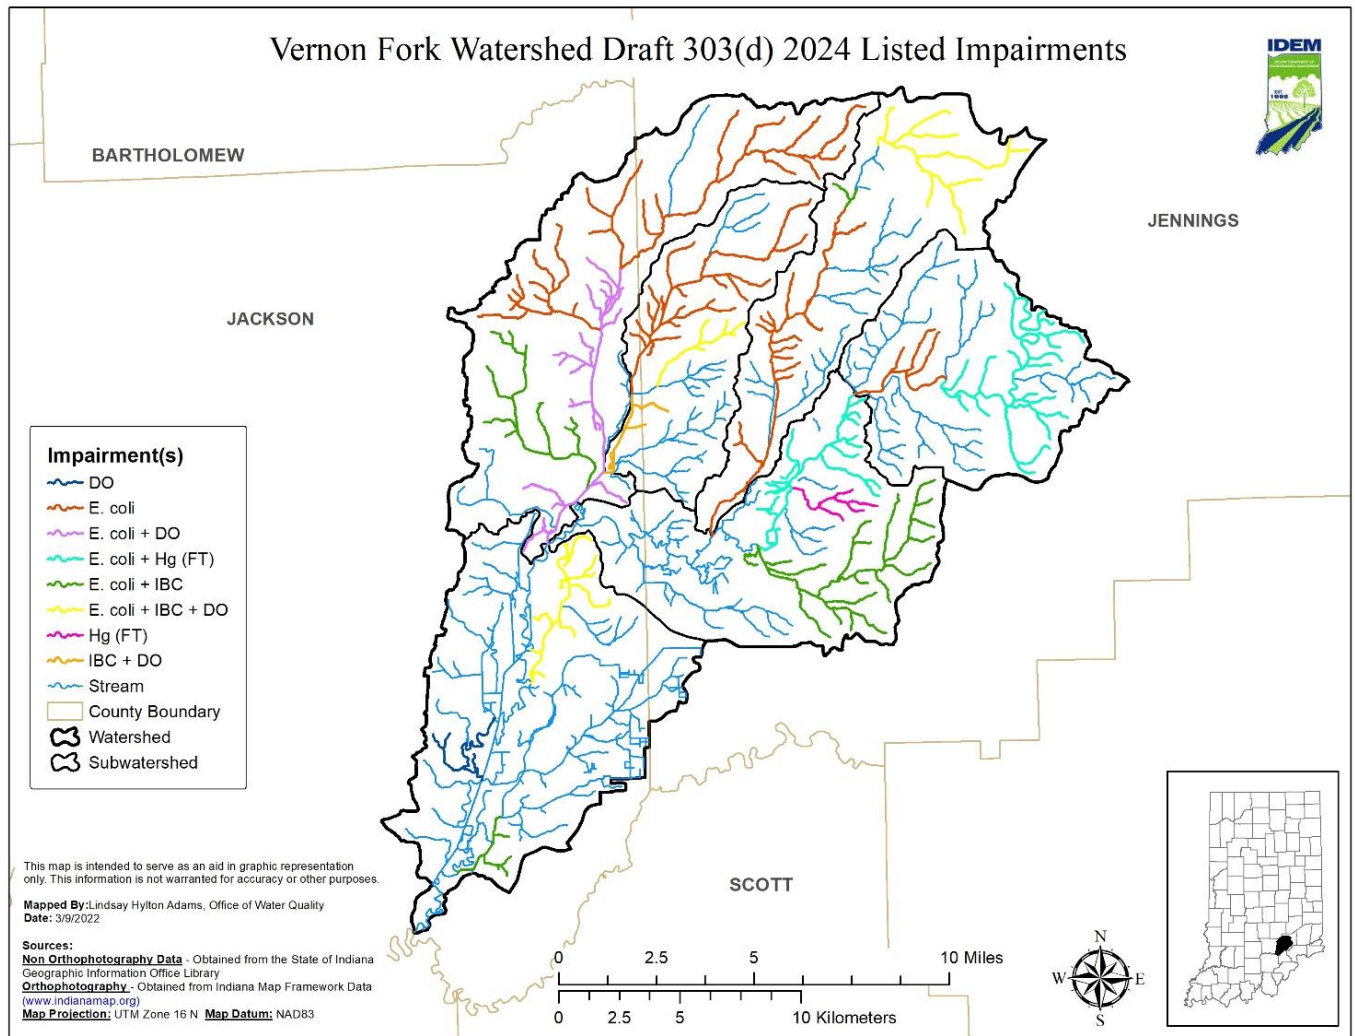 Vernon Fork Watershed Draft 303(d) 2024 Listed Impairments
IDEM
EST.
1986
BARTHOLOMEW
JENNINGS
JACKSON
Impairment(s)
DO
E. coli
E. coli + DO
E. coli + Hg (FT)
E. coli + IBC
E. coli + IBC + DO
Hg (FT)
IBC + DO
Stream
County Boundary
Watershed
Subwatershed
SCOTT
This map is intended to serve as an aid in graphic representation
only. This information is not warranted for accuracy or other purposes.
Mapped By:Lindsay Hylton Adams, Office of Water Quality
Date: 3/9/2022
Sources:
Non Orthophotography Data - Obtained from the State of Indiana
Geographic Information Office Library
Orthophotography - Obtained from Indiana Map Framework Data
(www.indianamap.org)
Map Projection: UTM Zone 16 N Map Datum: NAD83
0 2.5 5 10 Miles
0 2.5 5 10 Kilometers
N
W E
S